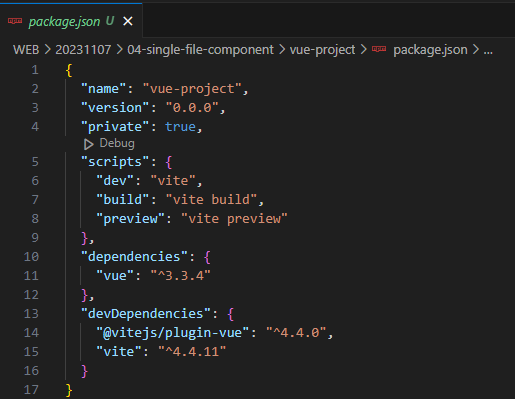 package.json U ×
WEB > 20231107 > 04-single-file-component > vue-project > package.json > ...
1 {
2   "name": "vue-project",
3   "version": "0.0.0",
4   "private": true,
Debug
5   "scripts": {
6     "dev": "vite",
7     "build": "vite build",
8     "preview": "vite preview"
9   },
10   "dependencies": {
11     "vue": "^3.3.4"
12   },
13   "devDependencies": {
14     "@vitejs/plugin-vue": "^4.4.0",
15     "vite": "^4.4.11"
16   }
17 }